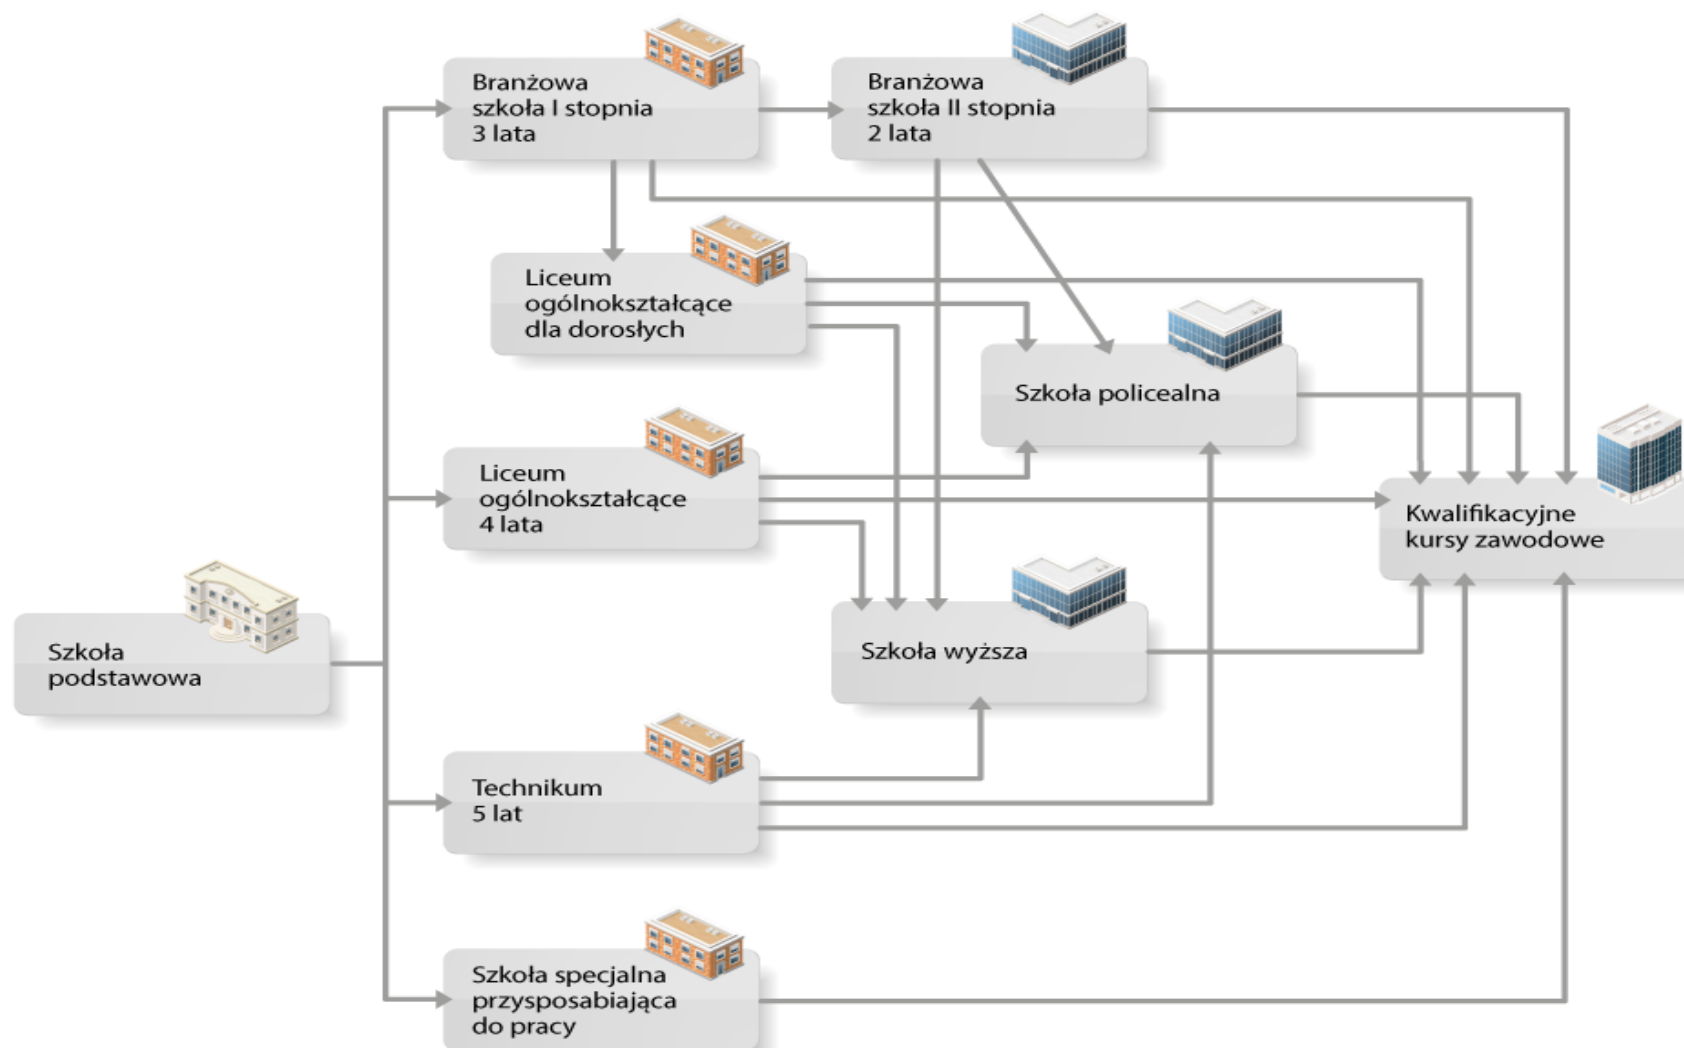 Branżowa
szkoła I stopnia
3 lata
Branżowa
szkoła II stopnia
2 lata
Liceum
ogólnokształcące
dla dorosłych
Szkoła policealna
Liceum
ogólnokształcące
4 lata
Kwalifikacyjne
kursy zawodowe
Szkoła
podstawowa
Szkoła wyższa
Technikum
5 lat
Szkoła specjalna
przysposabiająca
do pracy